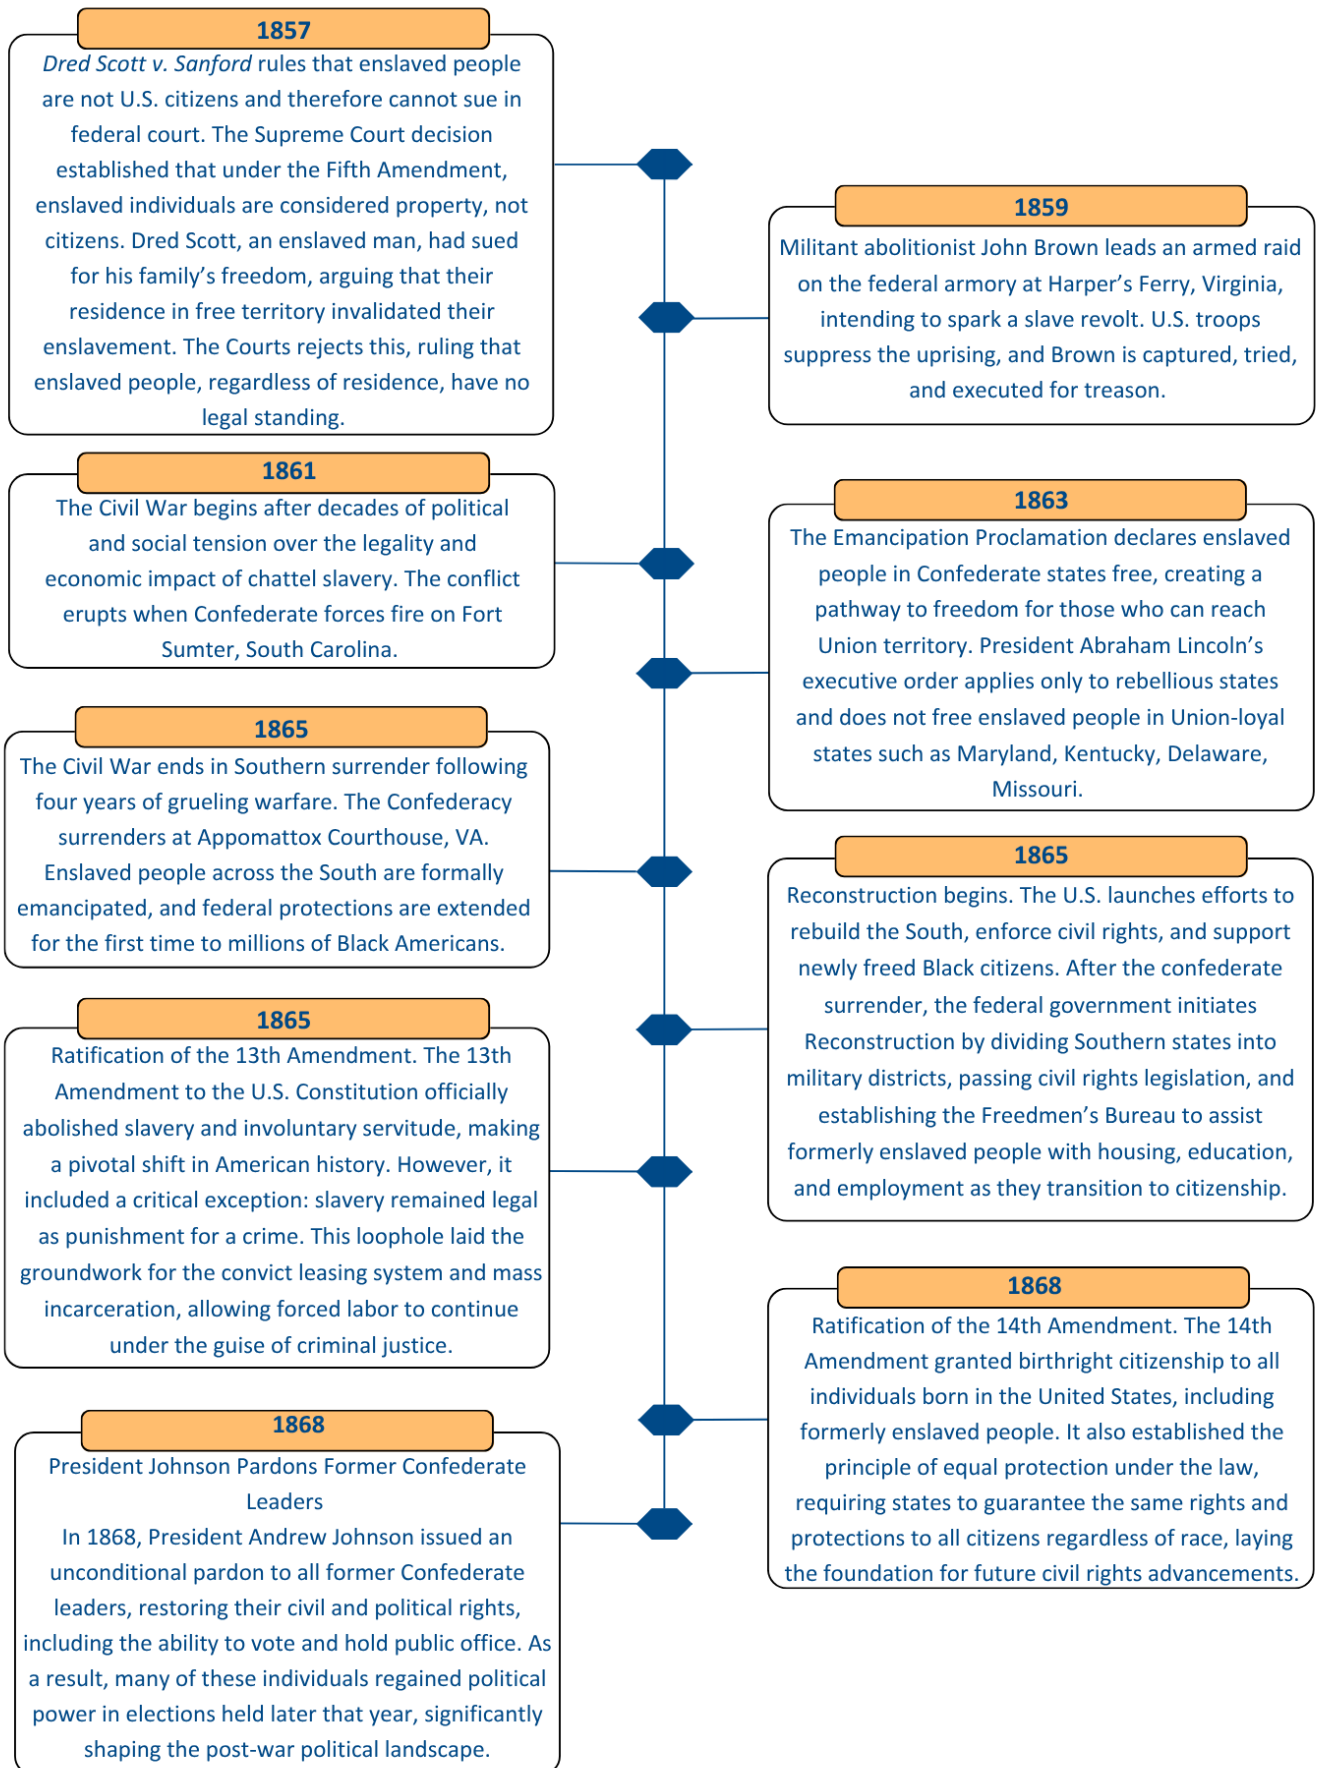 1857
Dred Scott v. Sanford rules that enslaved people
are not U.S. citizens and therefore cannot sue in
federal court. The Supreme Court decision
established that under the Fifth Amendment,
enslaved individuals are considered property, not
citizens. Dred Scott, an enslaved man, had sued
for his family’s freedom, arguing that their
residence in free territory invalidated their
enslavement. The Courts rejects this, ruling that
enslaved people, regardless of residence, have no
legal standing.
1859
Militant abolitionist John Brown leads an armed raid
on the federal armory at Harper’s Ferry, Virginia,
intending to spark a slave revolt. U.S. troops
suppress the uprising, and Brown is captured, tried,
and executed for treason.
1861
The Civil War begins after decades of political
and social tension over the legality and
economic impact of chattel slavery. The conflict
erupts when Confederate forces fire on Fort
Sumter, South Carolina.
1863
The Emancipation Proclamation declares enslaved
people in Confederate states free, creating a
pathway to freedom for those who can reach
Union territory. President Abraham Lincoln’s
executive order applies only to rebellious states
and does not free enslaved people in Union-loyal
states such as Maryland, Kentucky, Delaware,
Missouri.
1865
The Civil War ends in Southern surrender following
four years of grueling warfare. The Confederacy
surrenders at Appomattox Courthouse, VA.
Enslaved people across the South are formally
emancipated, and federal protections are extended
for the first time to millions of Black Americans.
1865
Reconstruction begins. The U.S. launches efforts to
rebuild the South, enforce civil rights, and support
newly freed Black citizens. After the confederate
surrender, the federal government initiates
Reconstruction by dividing Southern states into
military districts, passing civil rights legislation, and
establishing the Freedmen’s Bureau to assist
formerly enslaved people with housing, education,
and employment as they transition to citizenship.
1865
Ratification of the 13th Amendment. The 13th
Amendment to the U.S. Constitution officially
abolished slavery and involuntary servitude, making
a pivotal shift in American history. However, it
included a critical exception: slavery remained legal
as punishment for a crime. This loophole laid the
groundwork for the convict leasing system and mass
incarceration, allowing forced labor to continue
under the guise of criminal justice.
1868
Ratification of the 14th Amendment. The 14th
Amendment granted birthright citizenship to all
individuals born in the United States, including
formerly enslaved people. It also established the
principle of equal protection under the law,
requiring states to guarantee the same rights and
protections to all citizens regardless of race, laying
the foundation for future civil rights advancements.
1868
President Johnson Pardons Former Confederate
Leaders
In 1868, President Andrew Johnson issued an
unconditional pardon to all former Confederate
leaders, restoring their civil and political rights,
including the ability to vote and hold public office. As
a result, many of these individuals regained political
power in elections held later that year, significantly
shaping the post-war political landscape.